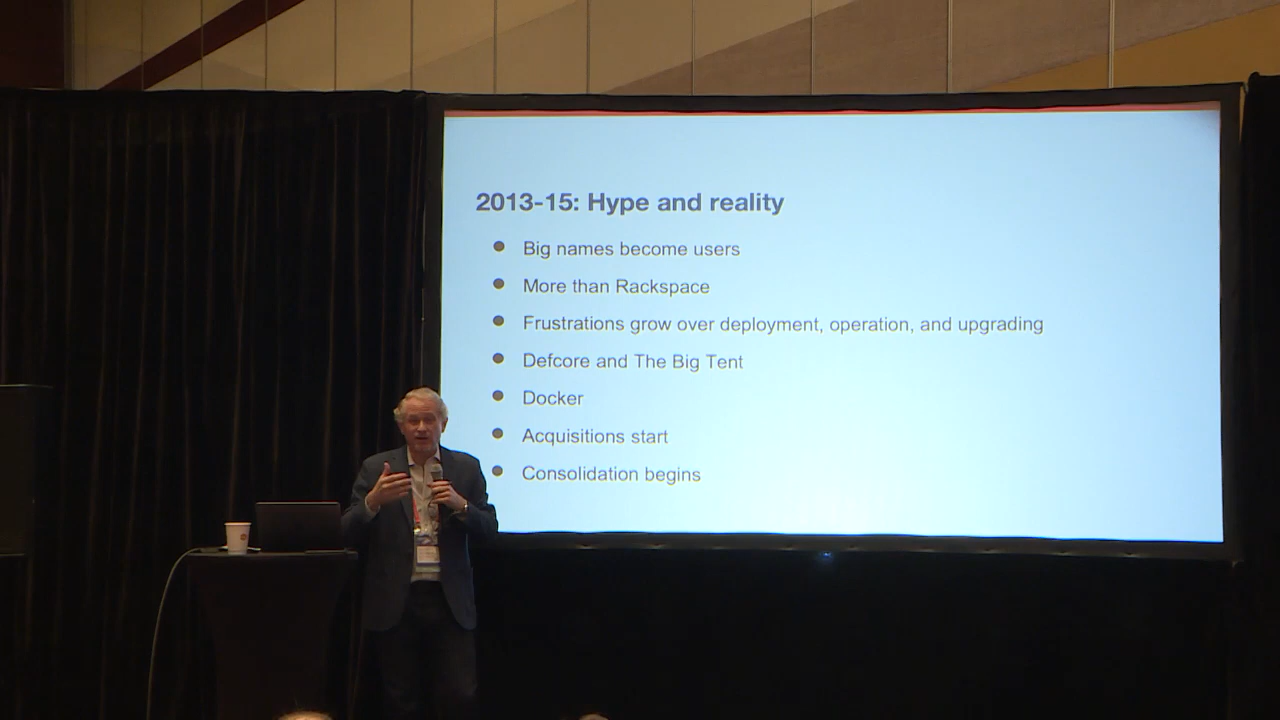 2013-15: Hype and reality
Big names become users
More than Rackspace
Frustrations grow over deployment, operation, and upgrading
Defcore and The Big Tent
Docker
Acquisitions start
Consolidation begins